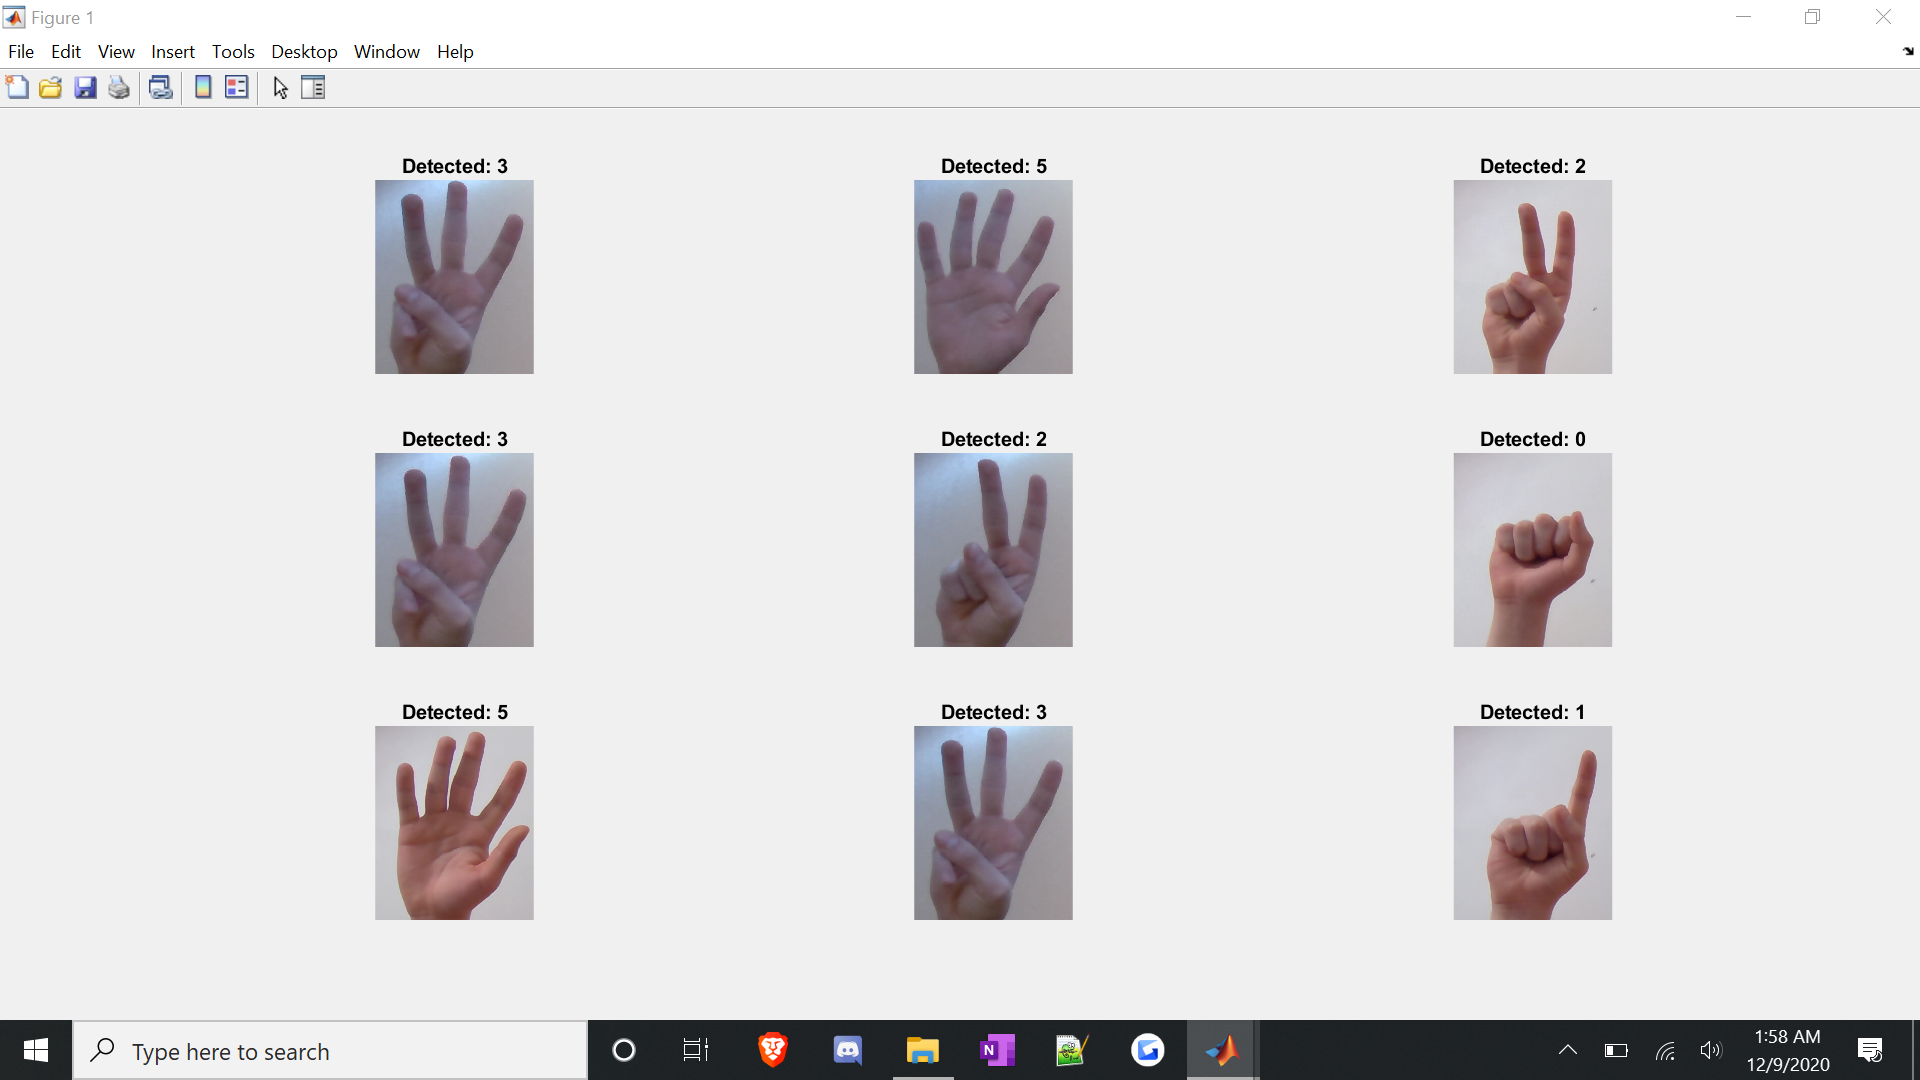 Figure 1
File Edit View Insert Tools Desktop Window Help
Detected: 3 Detected: 5 Detected: 2
Detected: 3 Detected: 2 Detected: 0
Detected: 5 Detected: 3 Detected: 1
Type here to search
N
1:58 AM
12/9/2020